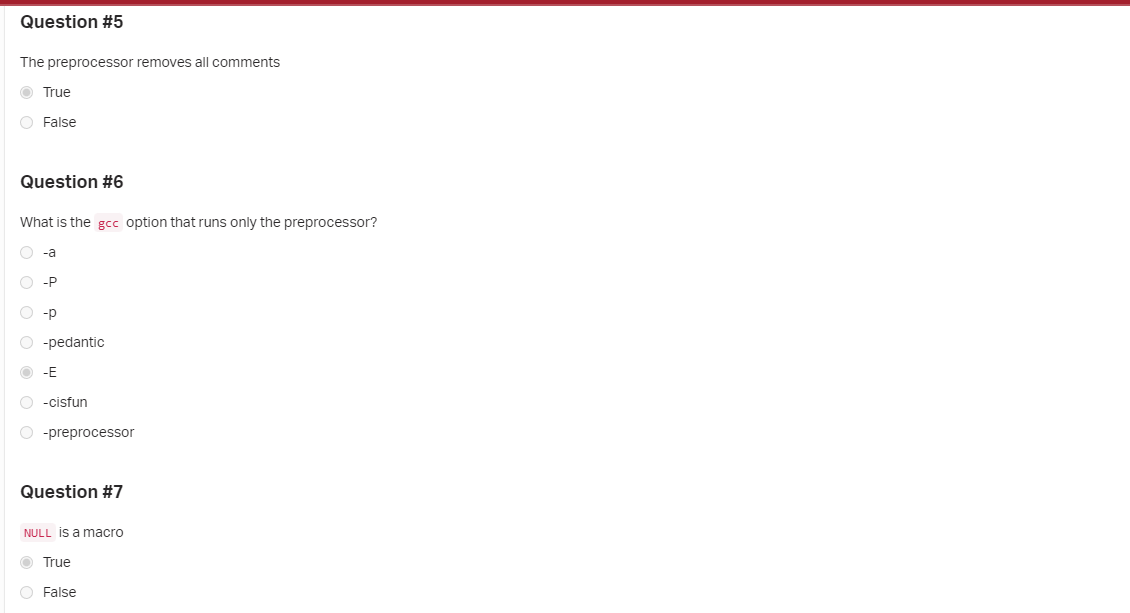 Question #5
The preprocessor removes all comments
True
False
Question #6
What is the gcc option that runs only the preprocessor?
-a
-P
-p
-pedantic
-E
-cisfun
-preprocessor
Question #7
NULL is a macro
True
False